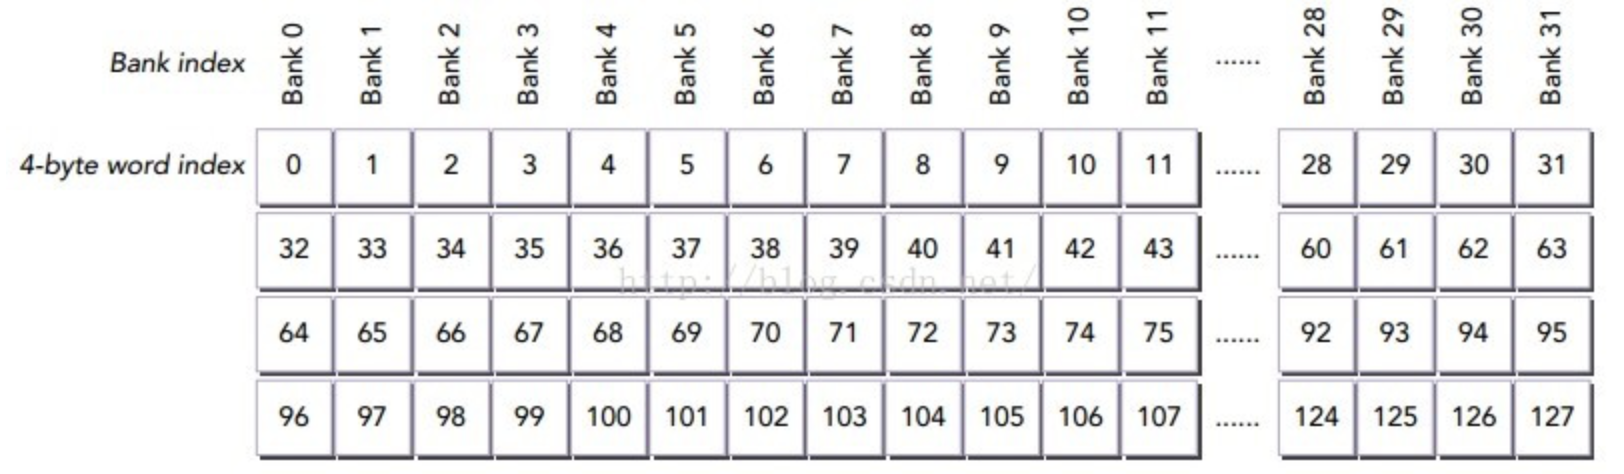 Bank index Bank 0 Bank 1 Bank 2 Bank 3 Bank 4 Bank 5 Bank 6 Bank 7 Bank 8 Bank 9 Bank 10 Bank 11 ...... Bank 28 Bank 29 Bank 30 Bank 31
4-byte word index 0 1 2 3 4 5 6 7 8 9 10 11 ...... 28 29 30 31
32 33 34 35 36 37 38 39 40 41 42 43 ...... 60 61 62 63
http://blog.csdn.net/
64 65 66 67 68 69 70 71 72 73 74 75 ...... 92 93 94 95
96 97 98 99 100 101 102 103 104 105 106 107 ...... 124 125 126 127